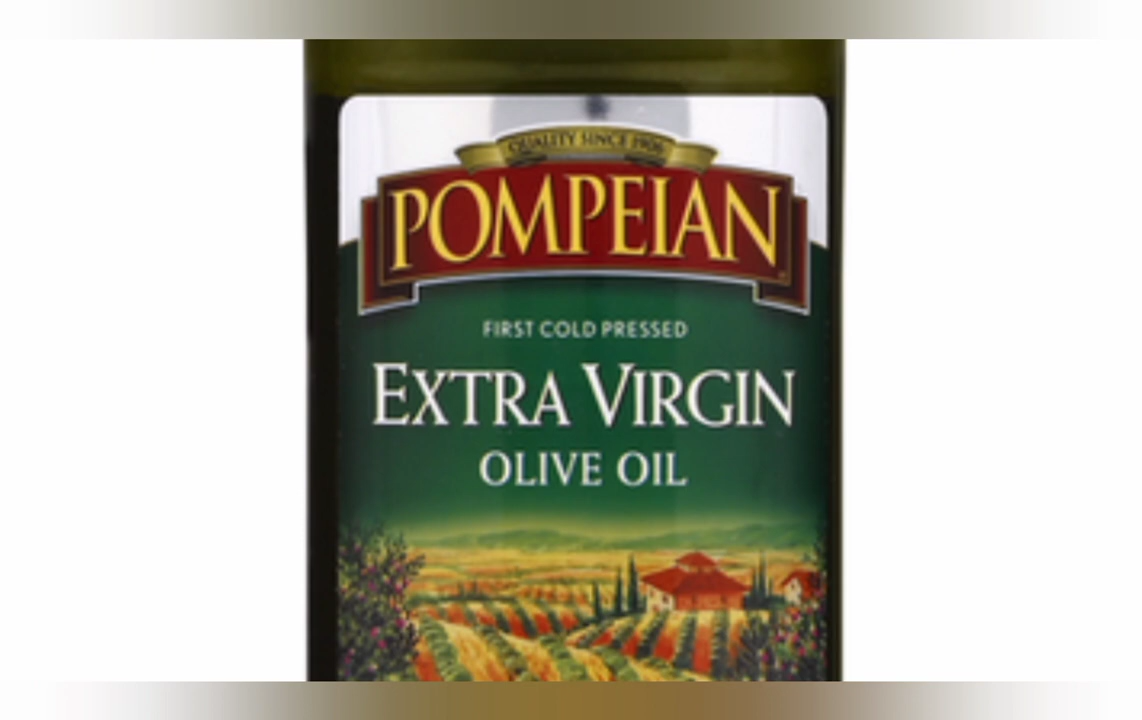 QUALITY SINCE 1906
POMPEIAN
FIRST COLD PRESSED
EXTRA VIRGIN
OLIVE OIL